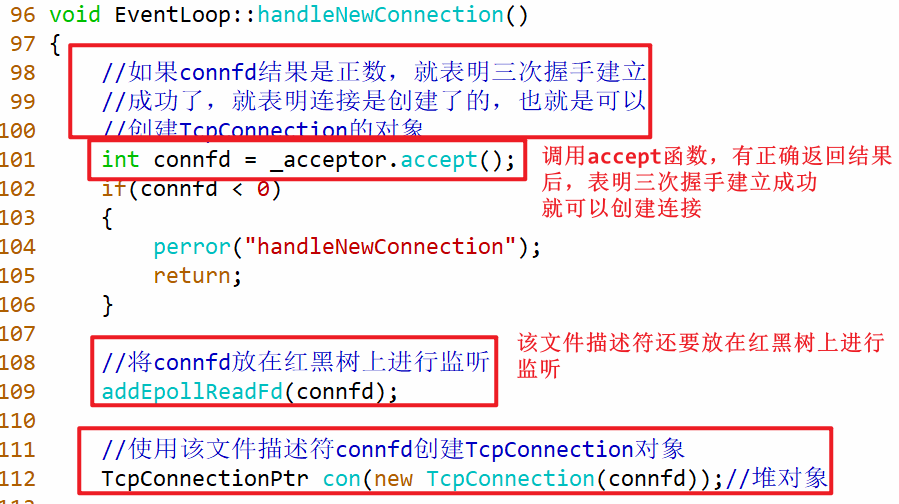 96 void EventLoop::handleNewConnection()
97 {
98 //如果connfd结果是正数，就表明三次握手建立
99 //成功了，就表明连接是创建了的，也就是可以
100 //创建TcpConnection的对象
101 int connfd = _acceptor.accept();
调用accept函数，有正确返回结果
后，表明三次握手建立成功
就可以创建连接
102 if(connfd < 0)
103 {
104 perror("handleNewConnection");
105 return;
106 }
107
108 //将connfd放在红黑树上进行监听
109 addEpollReadFd(connfd);
该文件描述符还要放在红黑树上进行
监听
110
111 //使用该文件描述符connfd创建TcpConnection对象
112 TcpConnectionPtr con(new TcpConnection(connfd));//堆对象